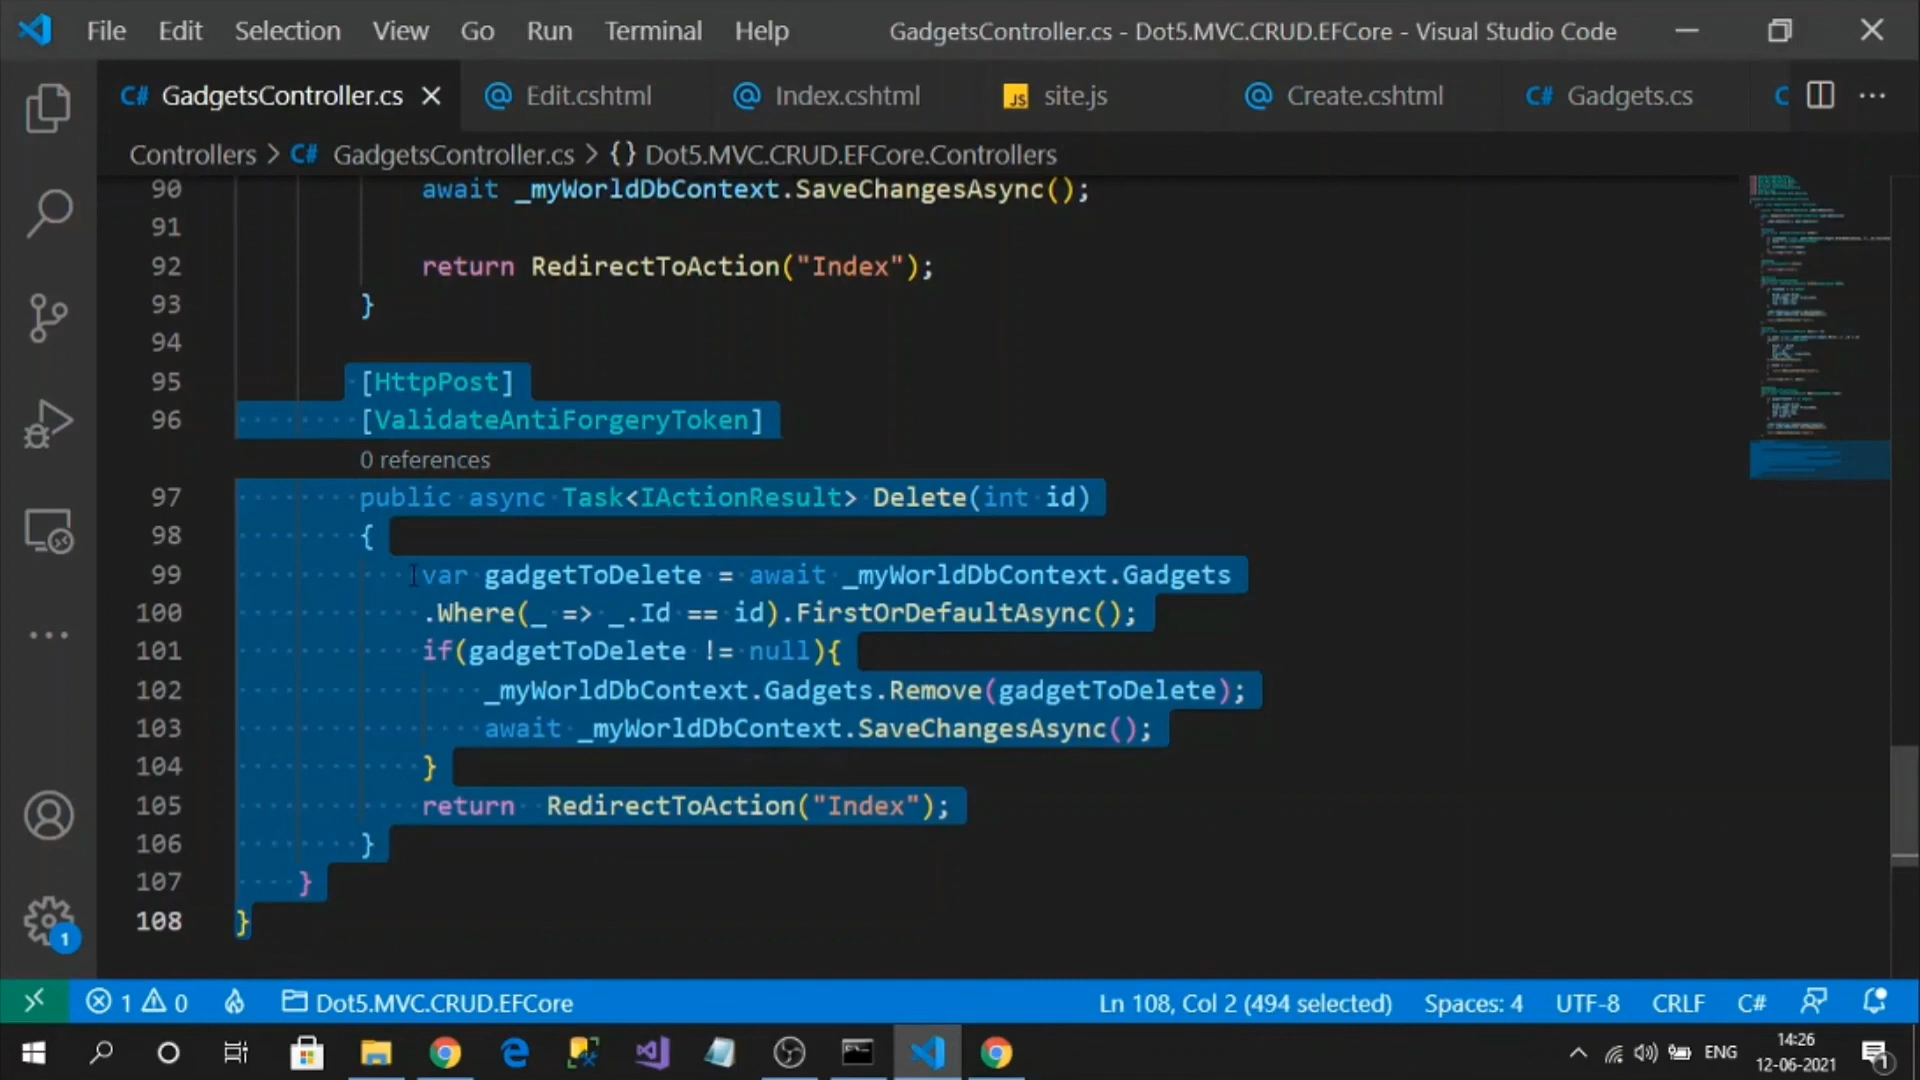 File Edit Selection View Go Run Terminal Help GadgetsController.cs - Dot5.MVC.CRUD.EFCore - Visual Studio Code
C# GadgetsController.cs @ Edit.cshtml @ Index.cshtml JS site.js @ Create.cshtml C# Gadgets.cs C
Controllers > C# GadgetsController.cs > {} Dot5.MVC.CRUD.EFCore.Controllers
90 await _myWorldDbContext.SaveChangesAsync();
91
92 return RedirectToAction("Index");
93 }
94
95 [HttpPost]
96 [ValidateAntiForgeryToken]
0 references
97 public async Task<IActionResult> Delete(int id)
98 {
99 var gadgetToDelete = await _myWorldDbContext.Gadgets
100 .Where(_ => _.Id == id).FirstOrDefaultAsync();
101 if(gadgetToDelete != null){
102 _myWorldDbContext.Gadgets.Remove(gadgetToDelete);
103 await _myWorldDbContext.SaveChangesAsync();
104 }
105 return  RedirectToAction("Index");
106 }
107 }
108 }
1
1 0 Dot5.MVC.CRUD.EFCore Ln 108, Col 2 (494 selected) Spaces: 4 UTF-8 CRLF C#
ENG 14:26
12-06-2021
1